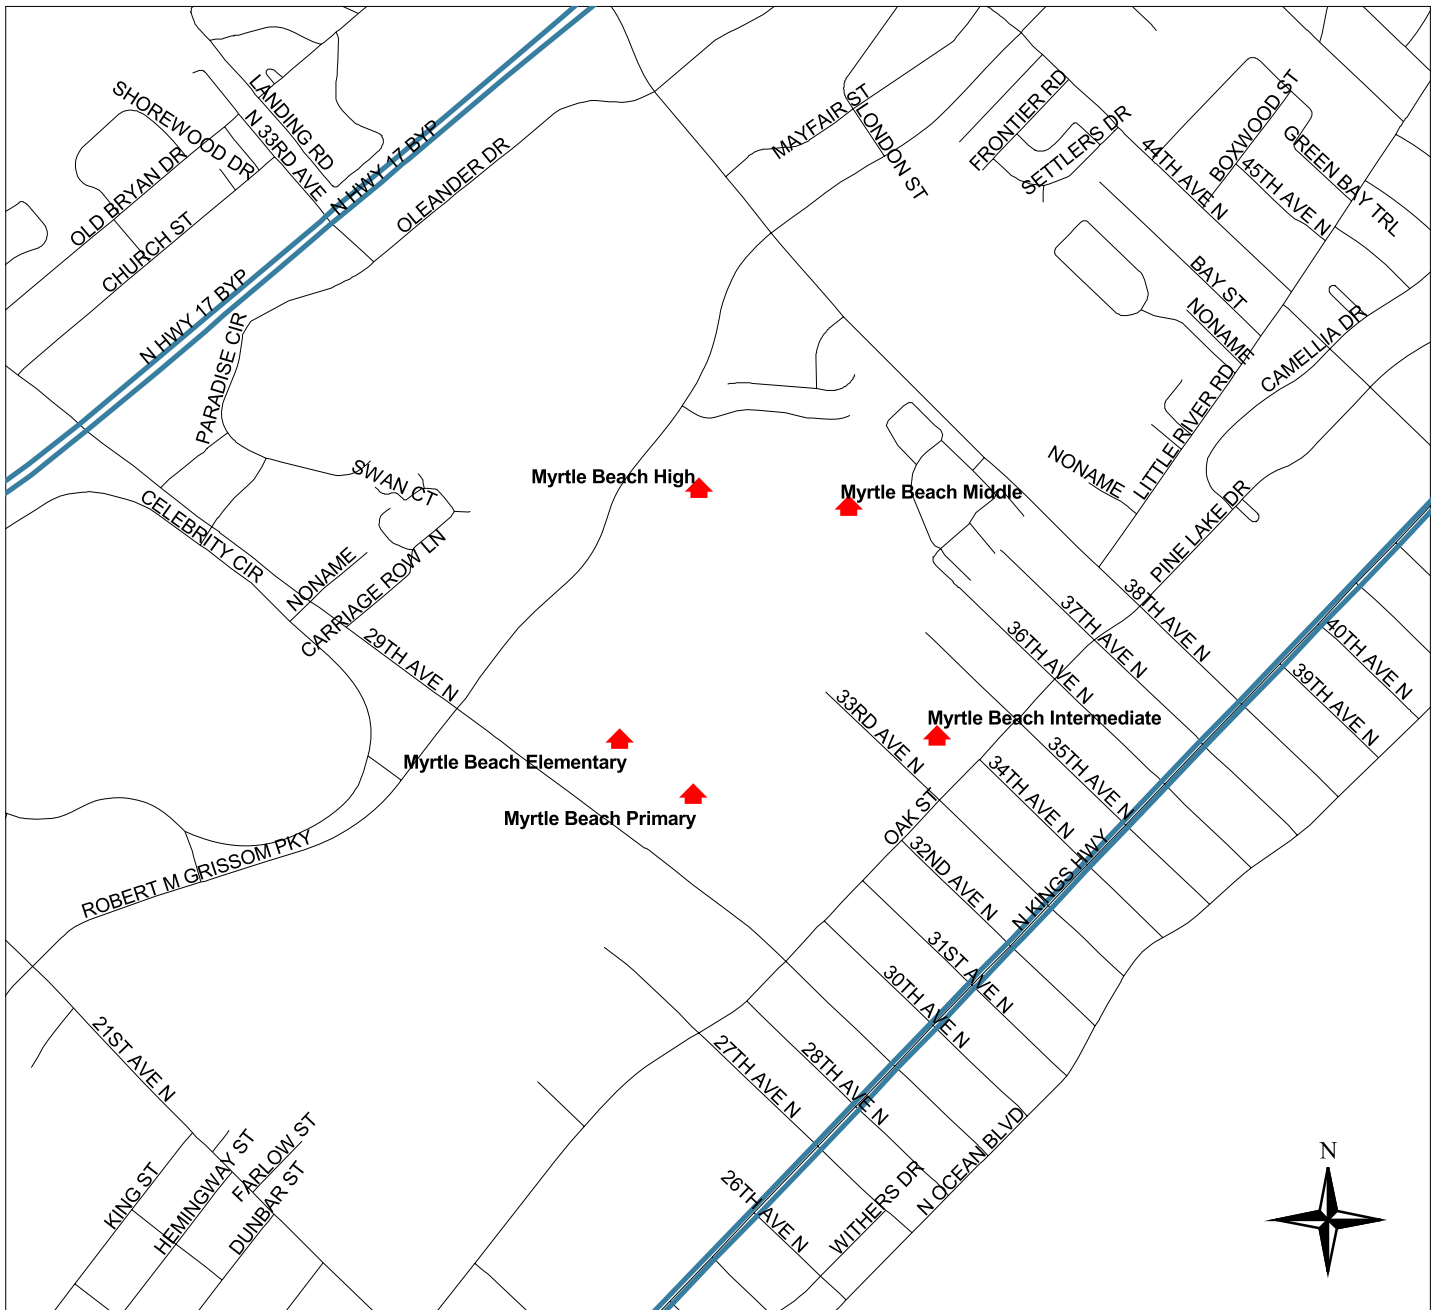 SHOREWOOD DR
LANDING RD
N 33RD AVE
OLD BRYAN DR
CHURCH ST
N HWY 17 BYP
OLEANDER DR
MAYFAIR ST
LONDON ST
FRONTIER RD
SETTLERS DR
44TH AVE N
BOXWOOD ST
45TH AVE N
GREEN BAY TRL
BAY ST
NONAME
CAMELLIA DR
N HWY 17 BYP
PARADISE CIR
SWAN CT
LITTLE RIVER RD
NONAME
Myrtle Beach High
Myrtle Beach Middle
CELEBRITY CIR
NONAME
CARRIAGE ROW LN
PINE LAKE DR
29TH AVE N
38TH AVE N
37TH AVE N
36TH AVE N
40TH AVE N
39TH AVE N
33RD AVE N
Myrtle Beach Intermediate
35TH AVE N
34TH AVE N
Myrtle Beach Elementary
Myrtle Beach Primary
OAK ST
32ND AVE N
N KINGS HWY
ROBERT M GRISSOM PKY
31ST AVE N
30TH AVE N
21ST AVE N
27TH AVE N
28TH AVE N
KING ST
HEMINGWAY ST
FARLOW ST
DUNBAR ST
26TH AVE N
WITHERS DR
N OCEAN BLVD
N